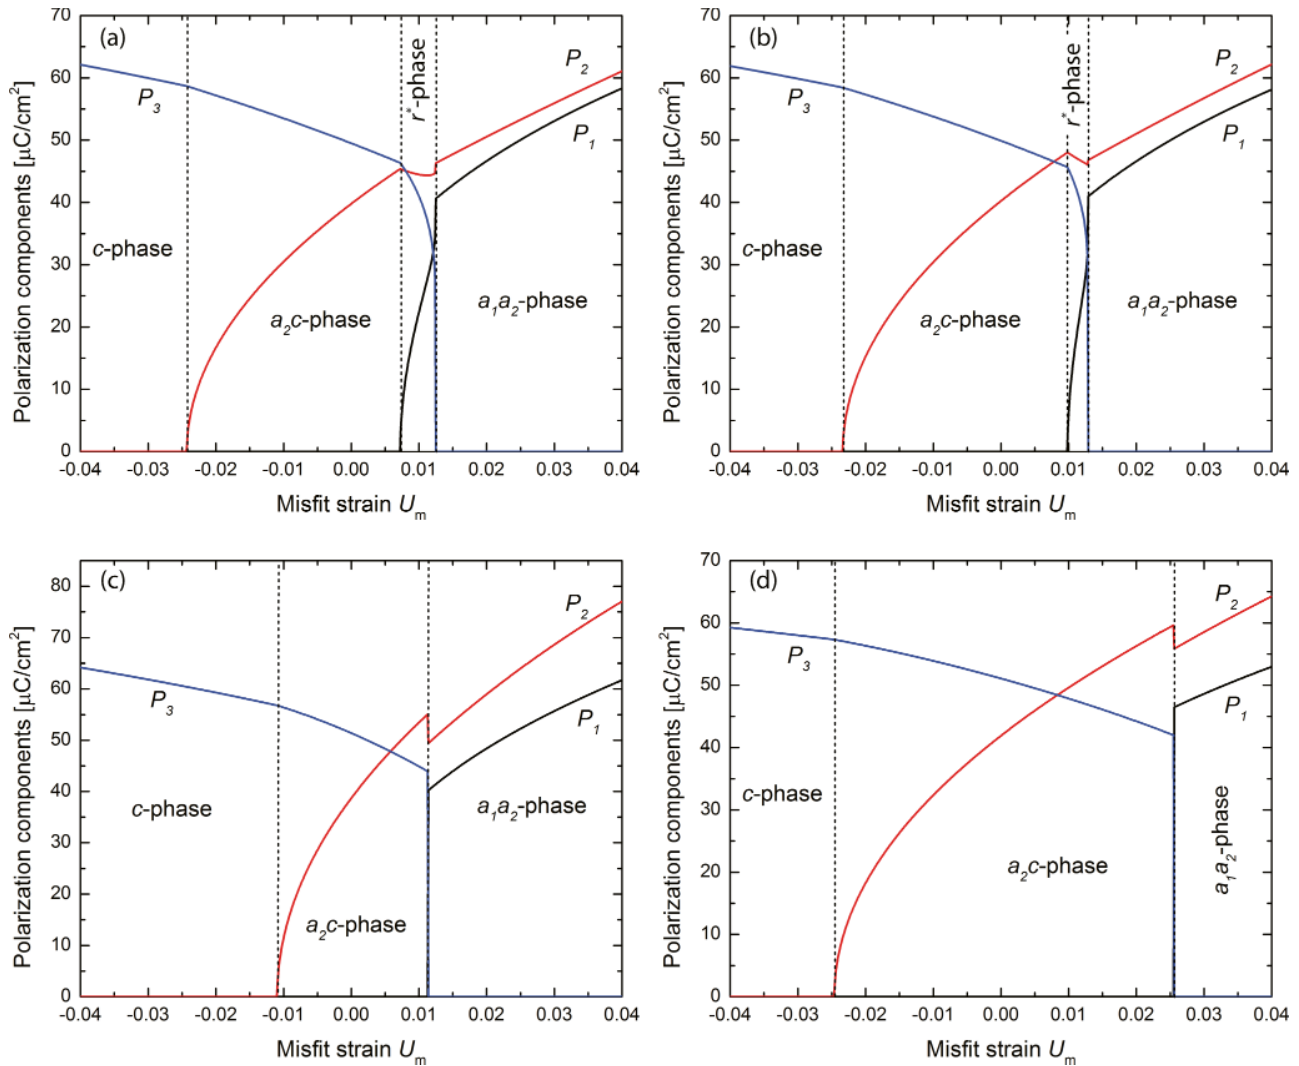 (a)
Polarization components [μC/cm²]
70
60
50
40
30
20
10
0
P₃
P₂
P₁
c-phase
a₂c-phase
r*-phase
a₁a₂-phase
-0.04 -0.03 -0.02 -0.01 0.00 0.01 0.02 0.03 0.04
Misfit strain Uₘ
(b)
Polarization components [μC/cm²]
70
60
50
40
30
20
10
0
P₃
P₂
P₁
c-phase
a₂c-phase
r*-phase
a₁a₂-phase
-0.04 -0.03 -0.02 -0.01 0.00 0.01 0.02 0.03 0.04
Misfit strain Uₘ
(c)
Polarization components [μC/cm²]
80
70
60
50
40
30
20
10
0
P₃
P₂
P₁
c-phase
a₂c-phase
a₁a₂-phase
-0.04 -0.03 -0.02 -0.01 0.00 0.01 0.02 0.03 0.04
Misfit strain Uₘ
(d)
Polarization components [μC/cm²]
70
60
50
40
30
20
10
0
P₃
P₂
P₁
c-phase
a₂c-phase
a₁a₂-phase
-0.04 -0.03 -0.02 -0.01 0.00 0.01 0.02 0.03 0.04
Misfit strain Uₘ